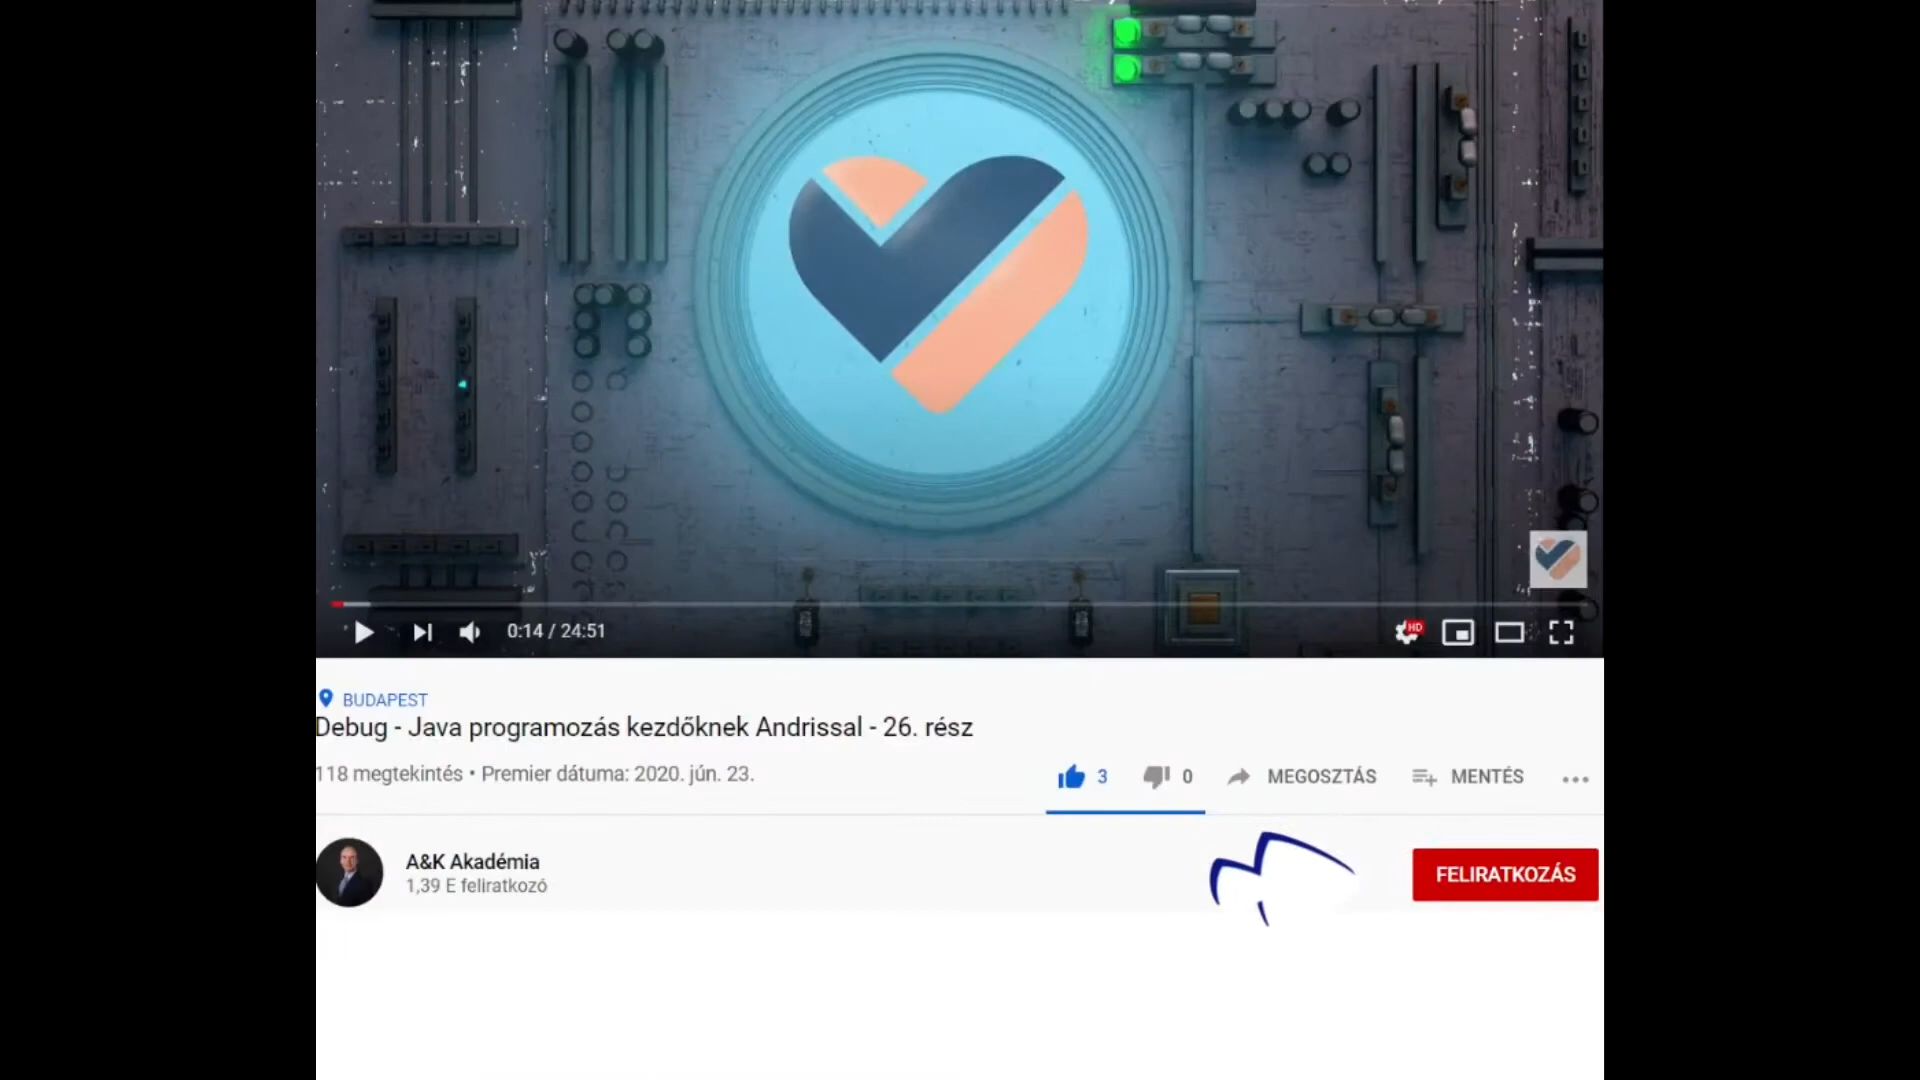 HD
0:14 / 24:51
BUDAPEST
Debug - Java programozás kezdőknek Andrissal - 26. rész
118 megtekintés • Premier dátuma: 2020. jún. 23.
3
0
MEGOSZTÁS
MENTÉS
A&K Akadémia
1,39 E feliratkozó
FELIRATKOZÁS